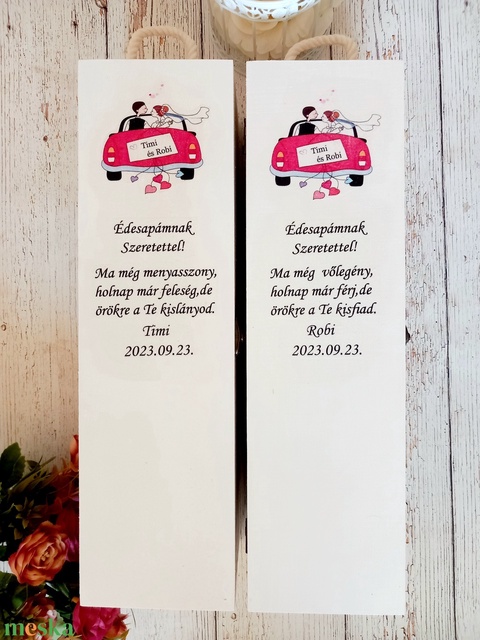 Timi
és Robi
Édesapámnak
Szeretettel!
Ma még menyasszony,
holnap már feleség,de
örökre a Te kislányod.
Timi
2023.09.23.
Timi
és Robi
Édesapámnak
Szeretettel!
Ma még vőlegény,
holnap már férj,de
örökre a Te kisfiad.
Robi
2023.09.23.
meska